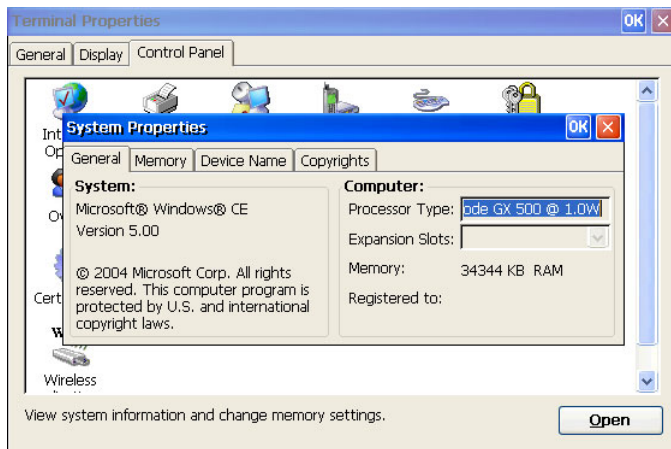 Terminal Properties
OK
General
Display
Control Panel
System Properties
OK
General
Memory
Device Name
Copyrights
System:
Microsoft® Windows® CE
Version 5.00
© 2004 Microsoft Corp. All rights
reserved. This computer program is
protected by U.S. and international
copyright laws.
Computer:
Processor Type: ode GX 500 @ 1.0W
Expansion Slots:
Memory: 34344 KB RAM
Registered to:
Int
Op
Cert
Wireless
View system information and change memory settings.
Open